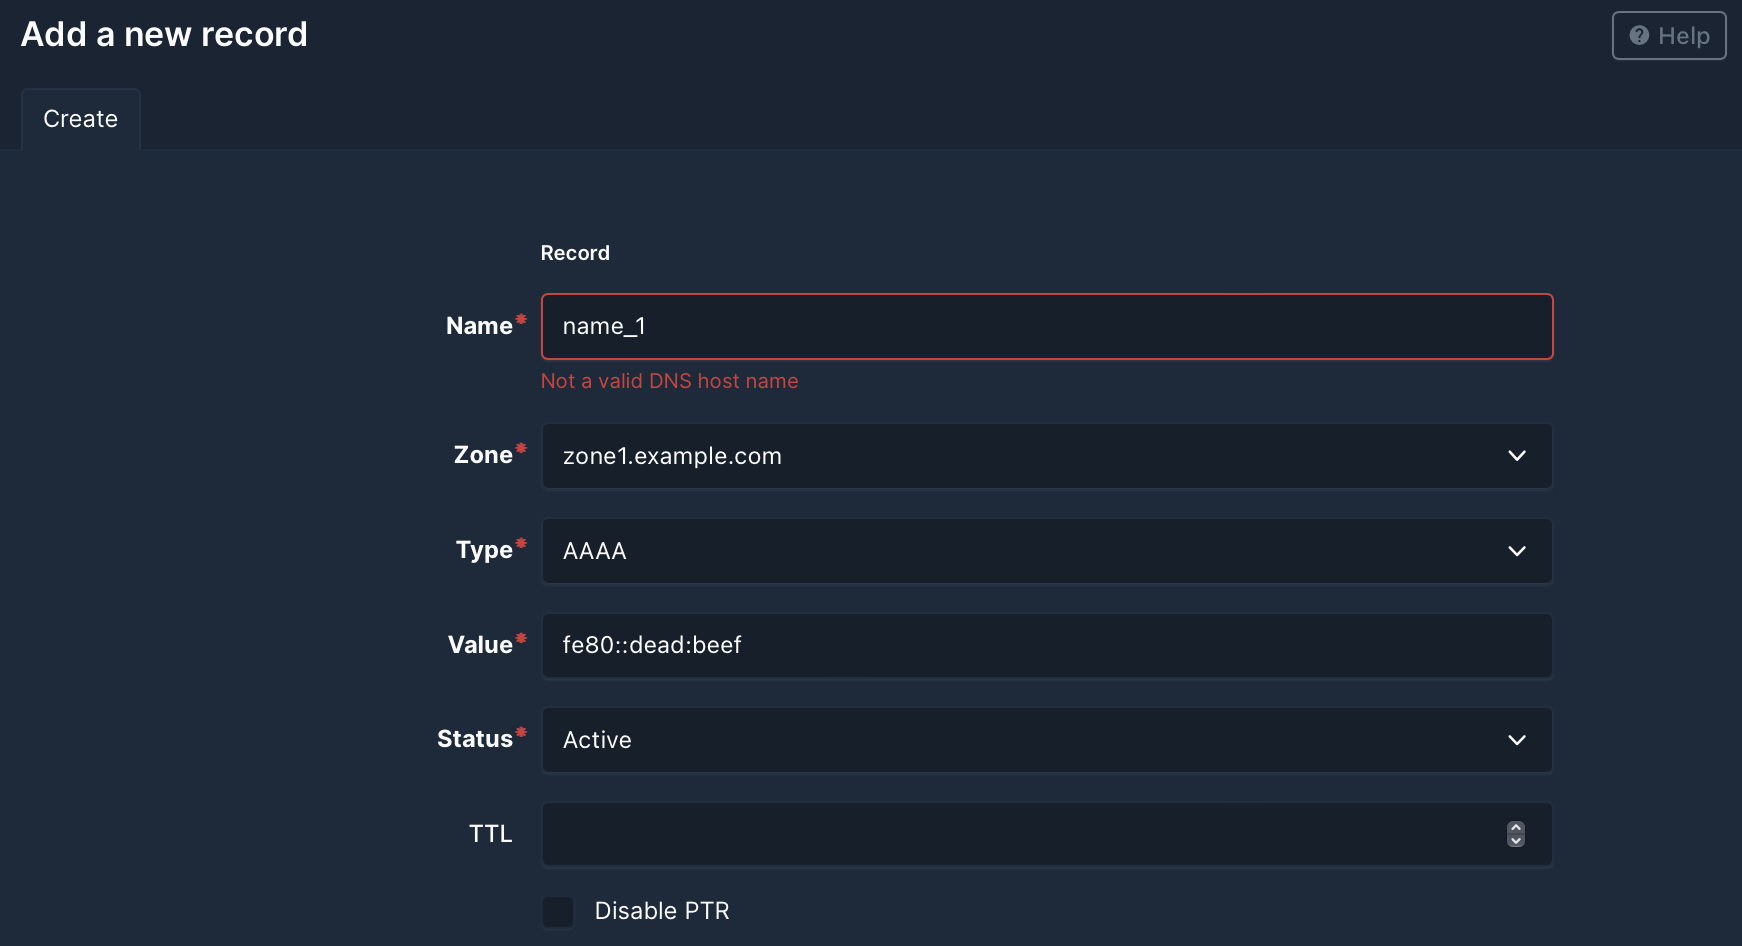 Add a new record
Help
Create
Record
Name*
name_1
Not a valid DNS host name
Zone*
zone1.example.com
Type*
AAAA
Value*
fe80::dead:beef
Status*
Active
TTL
Disable PTR